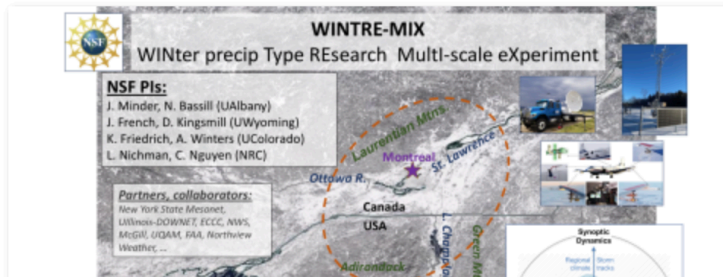 NSF
WINTRE-MIX
WINter precip Type REsearch MultI-scale eXperiment
NSF PIs:
J. Minder, N. Bassill (UAlbany)
J. French, D. Kingsmill (UWyoming)
K. Friedrich, A. Winters (UColorado)
L. Nichman, C. Nguyen (NRC)
Laurentian Mtns
Montreal
St. Lawrence
Ottowa R.
Canada
USA
Partners, collaborators:
New York State Mesonet,
UIllinois-DOWNET, ECCC, NWS,
McGill, UQAM, FAA, Northview
Weather, ...
L. Champlain
Green M
Adirondack
Synoptic
Dynamics
Regional
climate
Storm
tracks